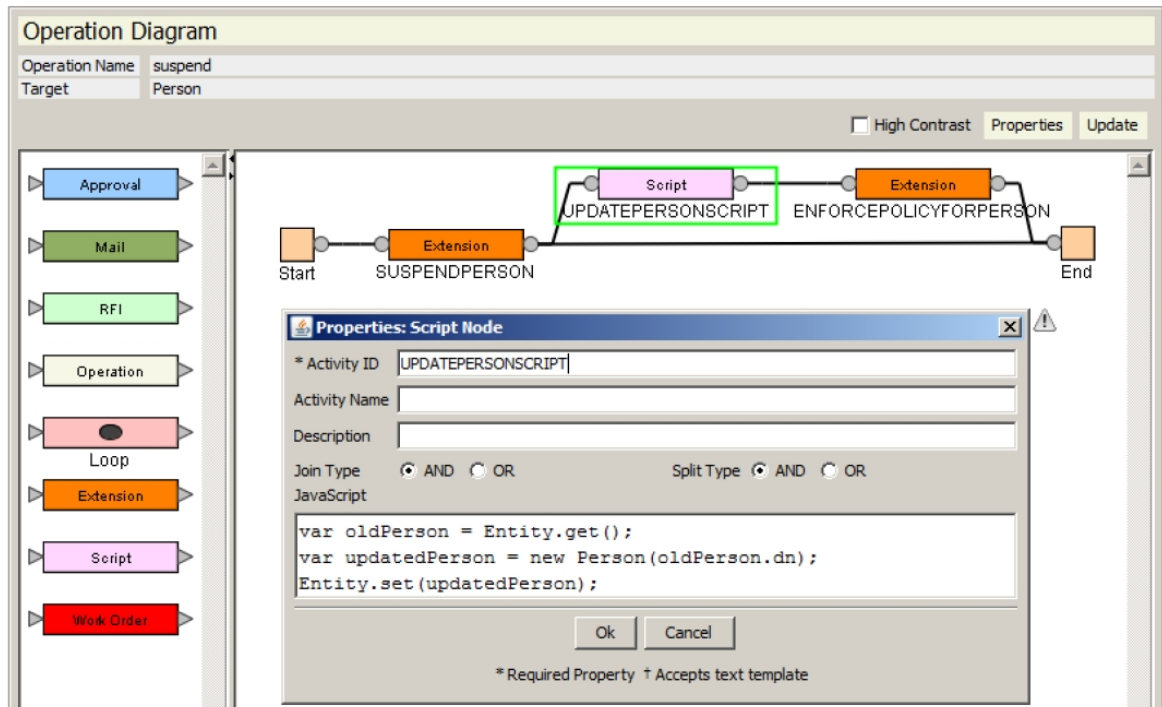 Operation Diagram
Operation Name suspend
Target Person
High Contrast Properties Update
Approval
Mail
RFI
Operation
Loop
Extension
Script
Work Order
Script Extension
UPDATEPERSONSCRIPT ENFORCEPOLICYFORPERSON
Extension
Start SUSPENDPERSON End
Properties: Script Node
* Activity ID UPDATEPERSONSCRIPT
Activity Name
Description
Join Type AND OR Split Type AND OR
JavaScript
var oldPerson = Entity.get();
var updatedPerson = new Person(oldPerson.dn);
Entity.set(updatedPerson);
Ok Cancel
* Required Property † Accepts text template